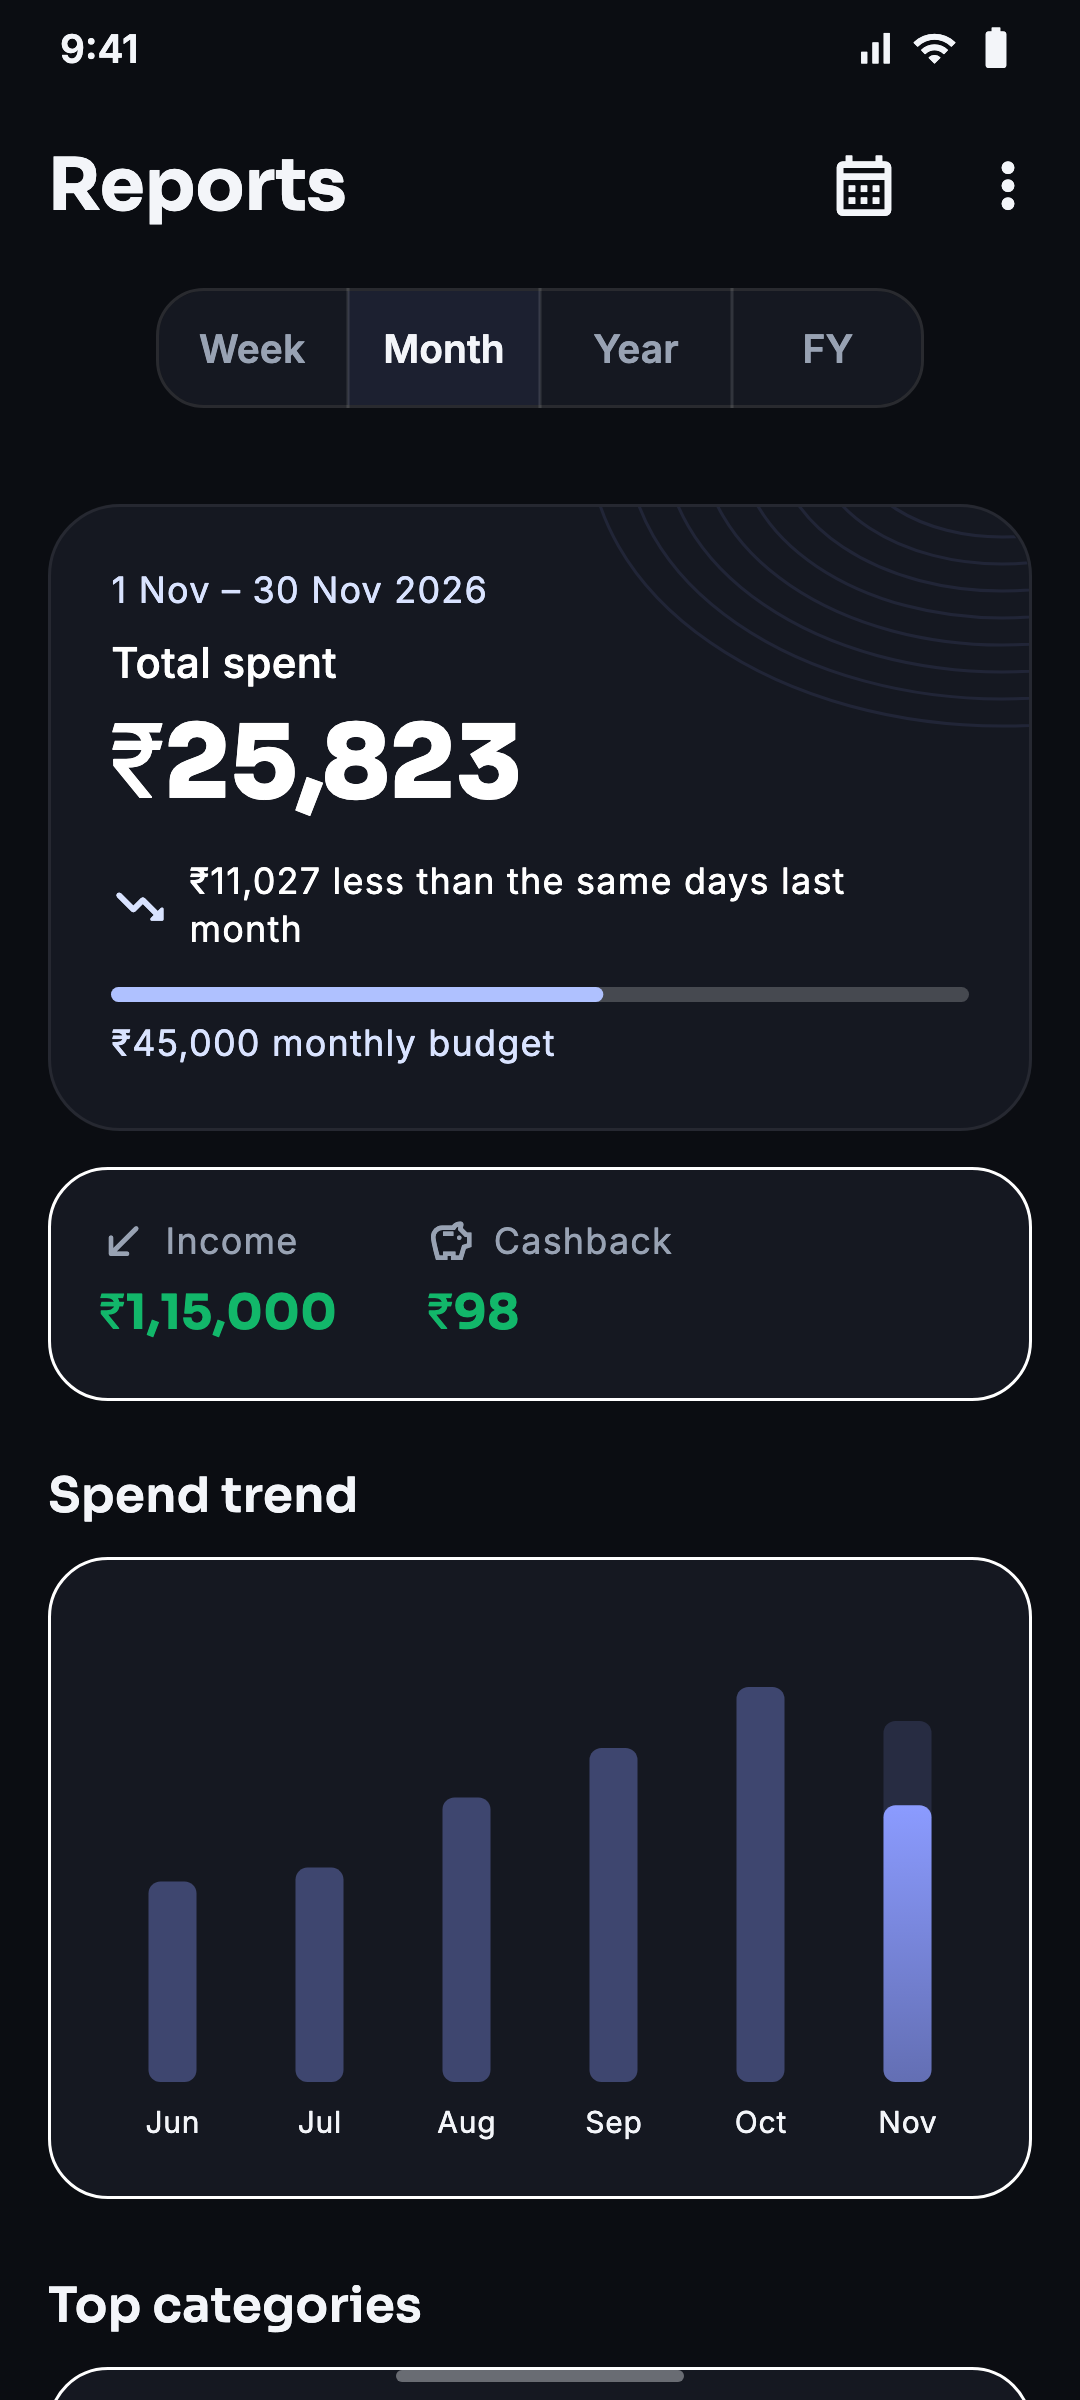 9:41
Reports
Week
Month
Year
FY
1 Nov – 30 Nov 2026
Total spent
₹25,823
₹11,027 less than the same days last
month
₹45,000 monthly budget
Income
Cashback
₹1,15,000
₹98
Spend trend
Jun
Jul
Aug
Sep
Oct
Nov
Top categories